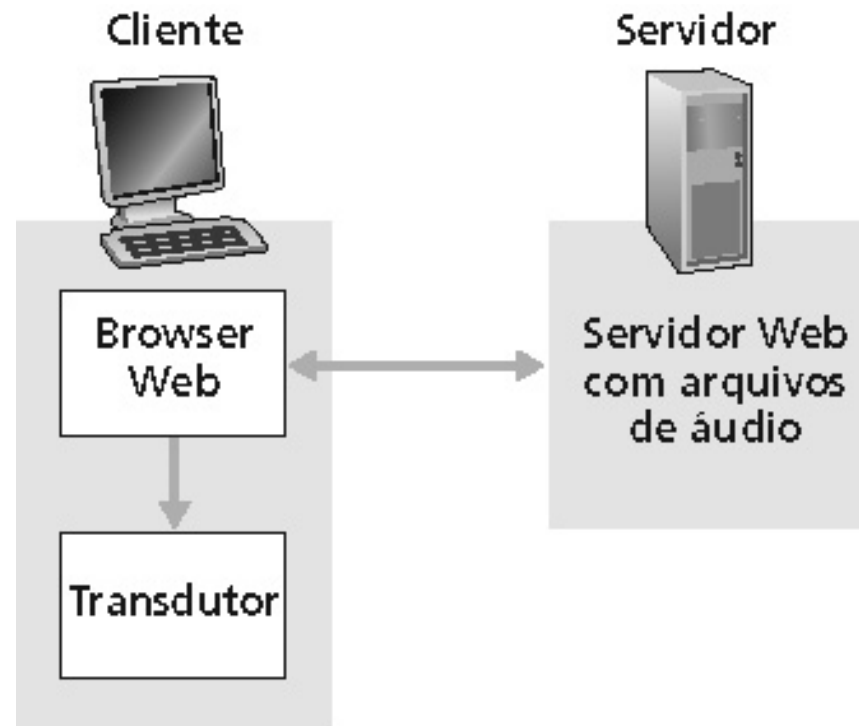 Cliente
Servidor
Browser
Web
Servidor Web
com arquivos
de áudio
Transdutor